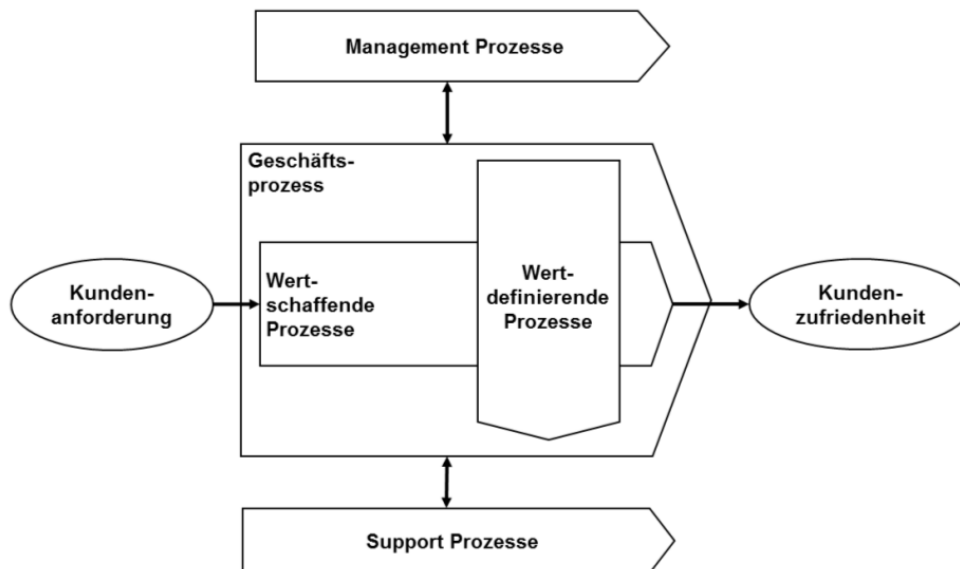 Management Prozesse
Geschäfts-
prozess
Kunden-
anforderung
Wert-
schaffende
Prozesse
Wert-
definierende
Prozesse
Kunden-
zufriedenheit
Support Prozesse